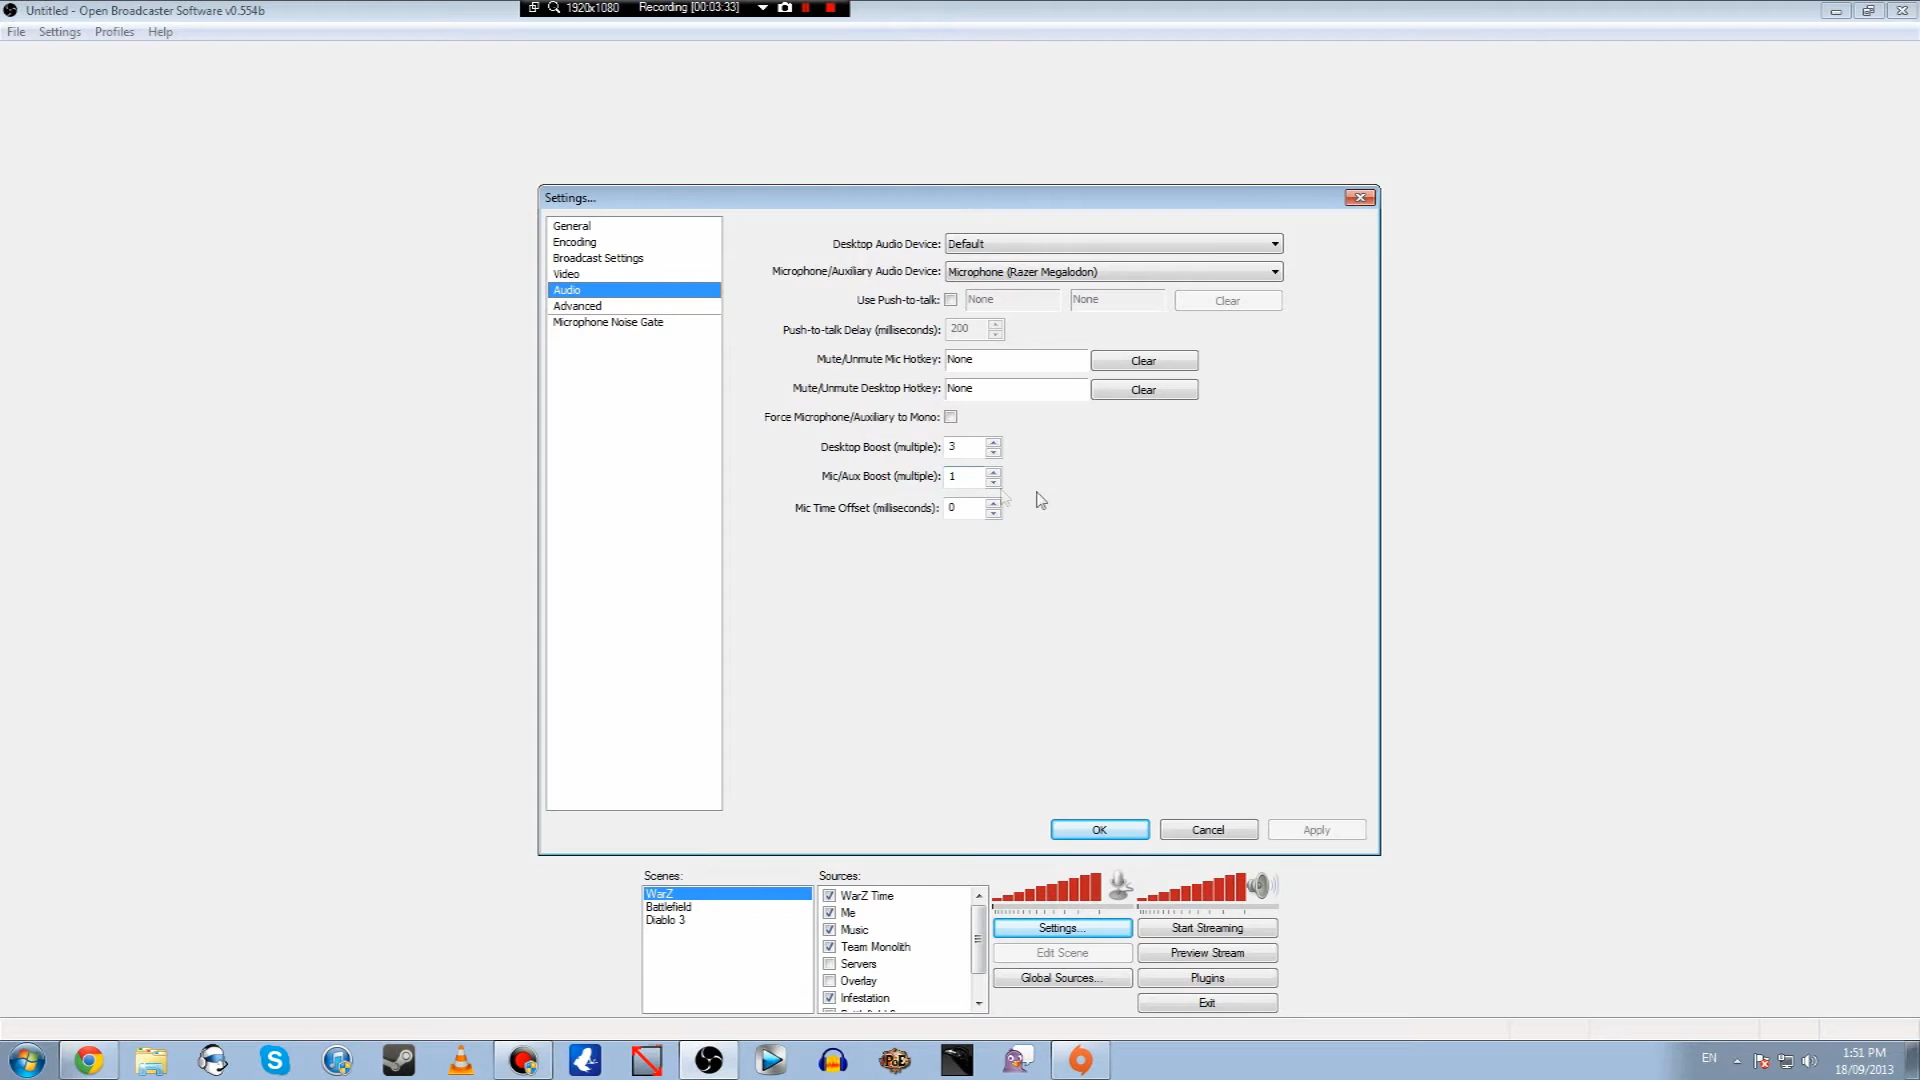 Untitled - Open Broadcaster Software v0.554b
1920x1080
Recording [00:03:33]
File
Settings
Profiles
Help
Settings...
General
Encoding
Broadcast Settings
Video
Audio
Advanced
Microphone Noise Gate
Desktop Audio Device: Default
Microphone/Auxiliary Audio Device: Microphone (Razer Megalodon)
Use Push-to-talk: None None Clear
Push-to-talk Delay (milliseconds): 200
Mute/Unmute Mic Hotkey: None Clear
Mute/Unmute Desktop Hotkey: None Clear
Force Microphone/Auxiliary to Mono:
Desktop Boost (multiple): 3
Mic/Aux Boost (multiple): 1
Mic Time Offset (milliseconds): 0
OK
Cancel
Apply
Scenes:
WarZ
Battlefield
Diablo 3
Sources:
WarZ Time
Me
Music
Team Monolith
Servers
Overlay
Infestation
Settings...
Start Streaming
Edit Scene
Preview Stream
Global Sources...
Plugins
Exit
PoE
EN
1:51 PM
18/09/2013